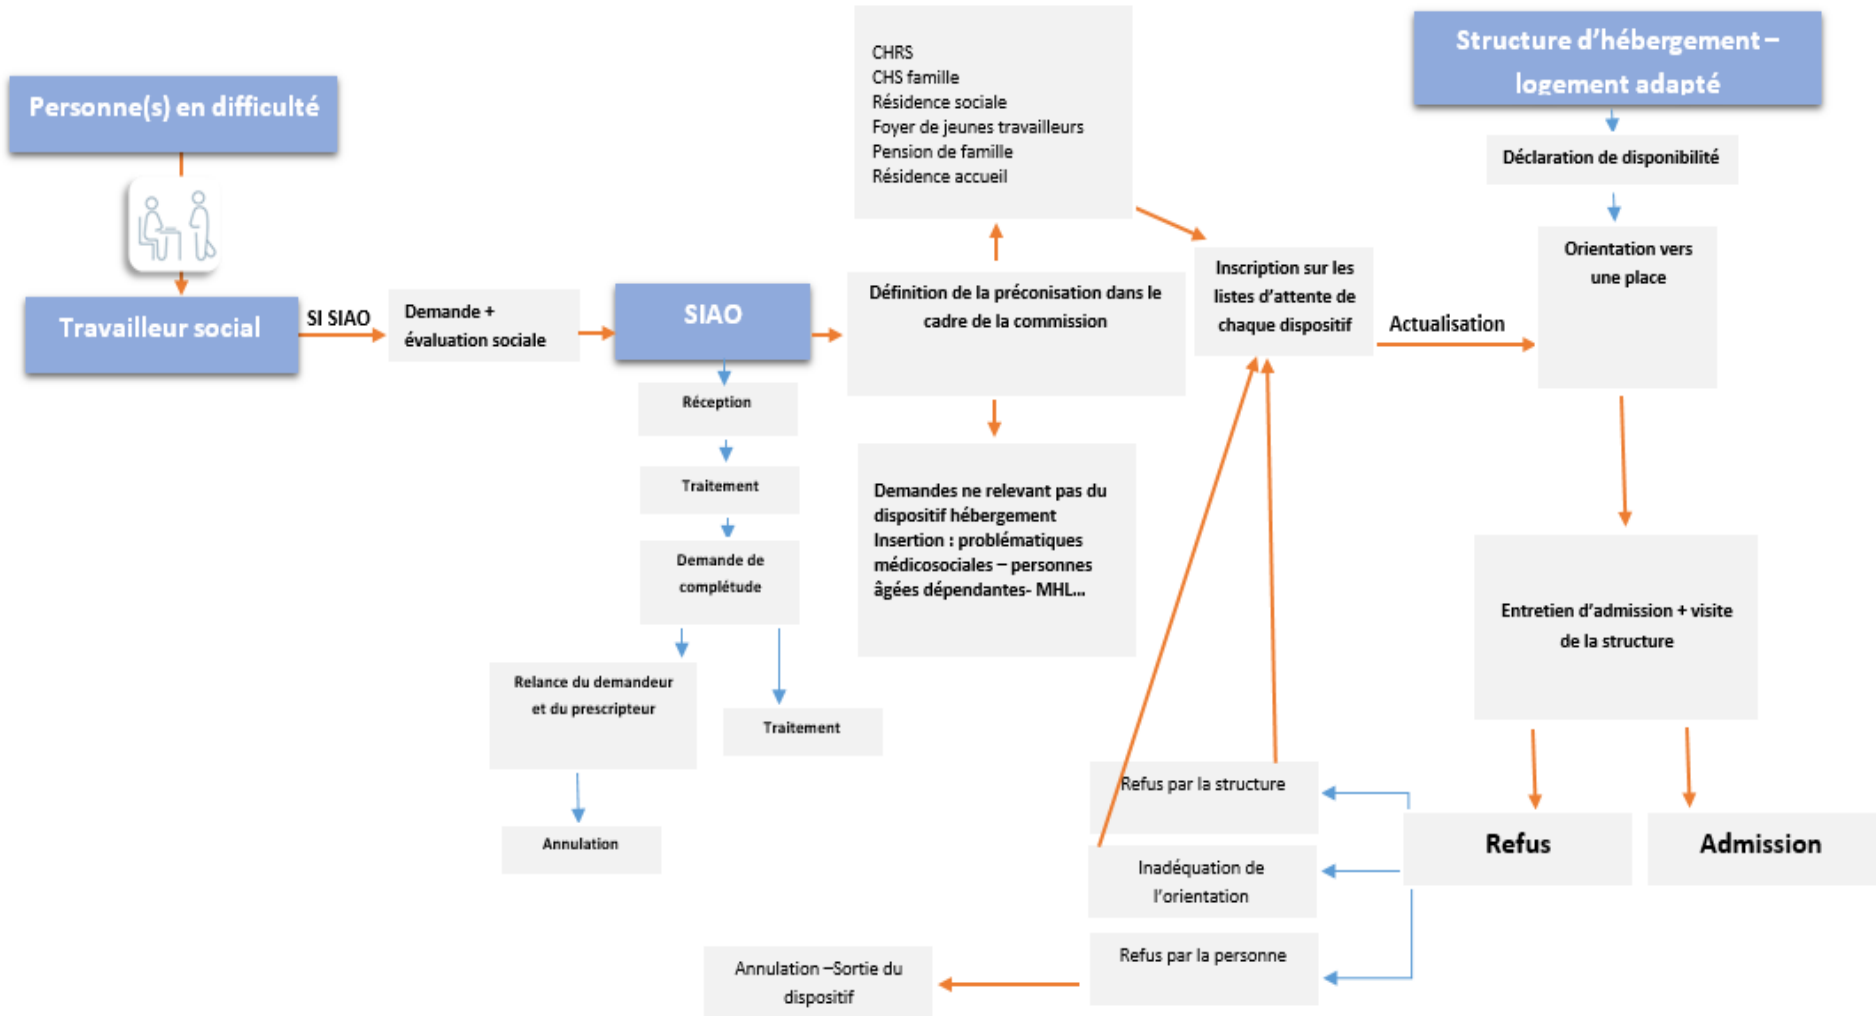 Personne(s) en difficulté
Travailleur social
SI SIAO
Demande +
évaluation sociale
SIAO
Réception
Traitement
Demande de
complétude
Relance du demandeur
et du prescripteur
Traitement
Annulation
CHRS
CHS famille
Résidence sociale
Foyer de jeunes travailleurs
Pension de famille
Résidence accueil
Définition de la préconisation dans le
cadre de la commission
Demandes ne relevant pas du
dispositif hébergement
Insertion : problématiques
médicosociales – personnes
âgées dépendantes- MHL...
Inscription sur les
listes d’attente de
chaque dispositif
Actualisation
Structure d’hébergement –
logement adapté
Déclaration de disponibilité
Orientation vers
une place
Entretien d’admission + visite
de la structure
Refus
Admission
Refus par la structure
Inadéquation de
l’orientation
Refus par la personne
Annulation –Sortie du
dispositif